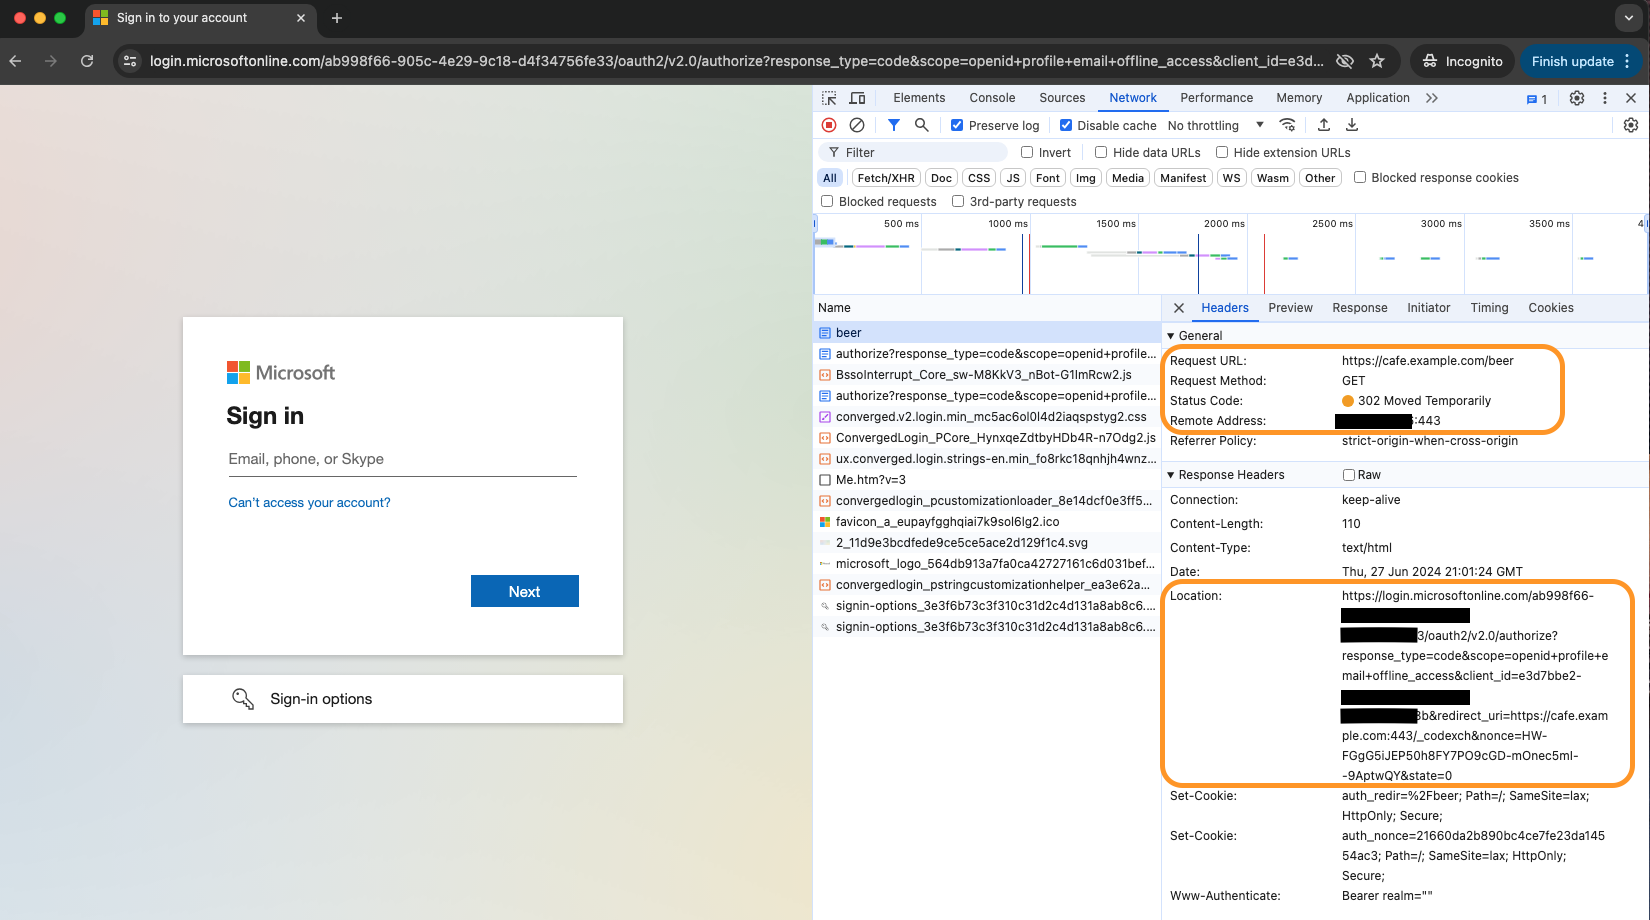 Sign in to your account
login.microsoftonline.com/ab998f66-905c-4e29-9c18-d4f34756fe33/oauth2/v2.0/authorize?response_type=code&scope=openid+profile+email+offline_access&client_id=e3d...
Incognito
Finish update
Elements Console Sources Network Performance Memory Application 1
Preserve log Disable cache No throttling
Filter Invert Hide data URLs Hide extension URLs
All Fetch/XHR Doc CSS JS Font Img Media Manifest WS Wasm Other Blocked response cookies
Blocked requests 3rd-party requests
500 ms 1000 ms 1500 ms 2000 ms 2500 ms 3000 ms 3500 ms 4
Microsoft
Sign in
Email, phone, or Skype
Can't access your account?
Next
Sign-in options
Name
beer
authorize?response_type=code&scope=openid+profile...
BssoInterrupt_Core_sw-M8KkV3_nBot-G1ImRcw2.js
authorize?response_type=code&scope=openid+profile...
converged.v2.login.min_mc5ac6ol0l4d2iaqspstyg2.css
ConvergedLogin_PCore_HynxqeZdtbyHDb4R-n7Odg2.js
ux.converged.login.strings-en.min_fo8rkc18qnhjh4wnz...
Me.htm?v=3
convergedlogin_pcustomizationloader_8e14dcf0e3ff5...
favicon_a_eupayfgghqiai7k9sol6lg2.ico
2_11d9e3bcdfede9ce5ce5ace2d129f1c4.svg
microsoft_logo_564db913a7fa0ca42727161c6d031bef...
convergedlogin_pstringcustomizationhelper_ea3e62a...
signin-options_3e3f6b73c3f310c31d2c4d131a8ab8c6....
signin-options_3e3f6b73c3f310c31d2c4d131a8ab8c6....
Headers Preview Response Initiator Timing Cookies
General
Request URL: https://cafe.example.com/beer
Request Method: GET
Status Code: 302 Moved Temporarily
Remote Address: :443
Referrer Policy: strict-origin-when-cross-origin
Response Headers Raw
Connection: keep-alive
Content-Length: 110
Content-Type: text/html
Date: Thu, 27 Jun 2024 21:01:24 GMT
Location: https://login.microsoftonline.com/ab998f66-
3/oauth2/v2.0/authorize?
response_type=code&scope=openid+profile+e
mail+offline_access&client_id=e3d7bbe2-
b&redirect_uri=https://cafe.exam
ple.com:443/_codexch&nonce=HW-
FGgG5iJEP50h8FY7PO9cGD-mOnec5ml-
-9AptwQY&state=0
Set-Cookie: auth_redir=%2Fbeer; Path=/; SameSite=lax;
HttpOnly; Secure;
Set-Cookie: auth_nonce=21660da2b890bc4ce7fe23da145
54ac3; Path=/; SameSite=lax; HttpOnly;
Secure;
Www-Authenticate: Bearer realm=""